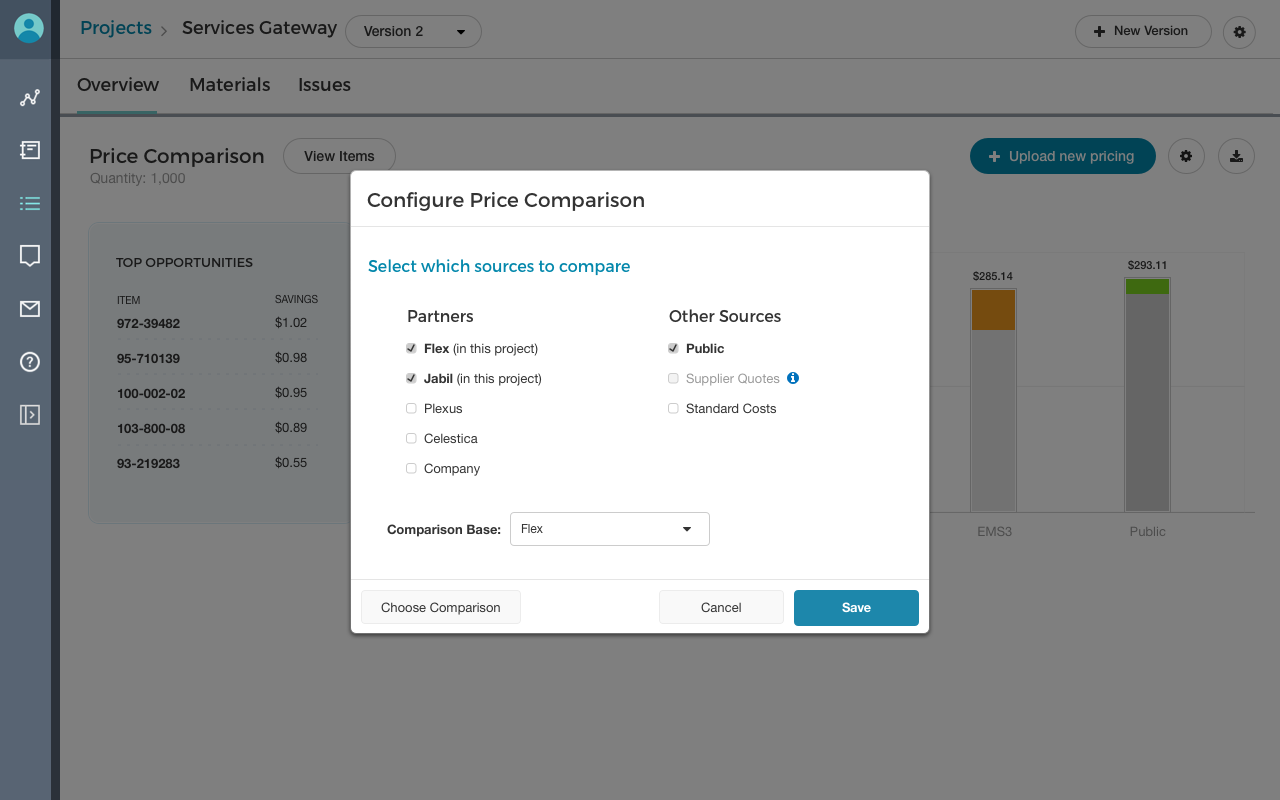 Projects > Services Gateway Version 2 + New Version
Overview Materials Issues
Price Comparison View Items + Upload new pricing
Quantity: 1,000
Configure Price Comparison
Select which sources to compare
TOP OPPORTUNITIES
ITEM SAVINGS
972-39482 $1.02
95-710139 $0.98
100-002-02 $0.95
103-800-08 $0.89
93-219283 $0.55
Partners
Flex (in this project)
Jabil (in this project)
Plexus
Celestica
Company
Other Sources
Public
Supplier Quotes
Standard Costs
Comparison Base: Flex
Choose Comparison Cancel Save
$285.14 $293.11
EMS3 Public